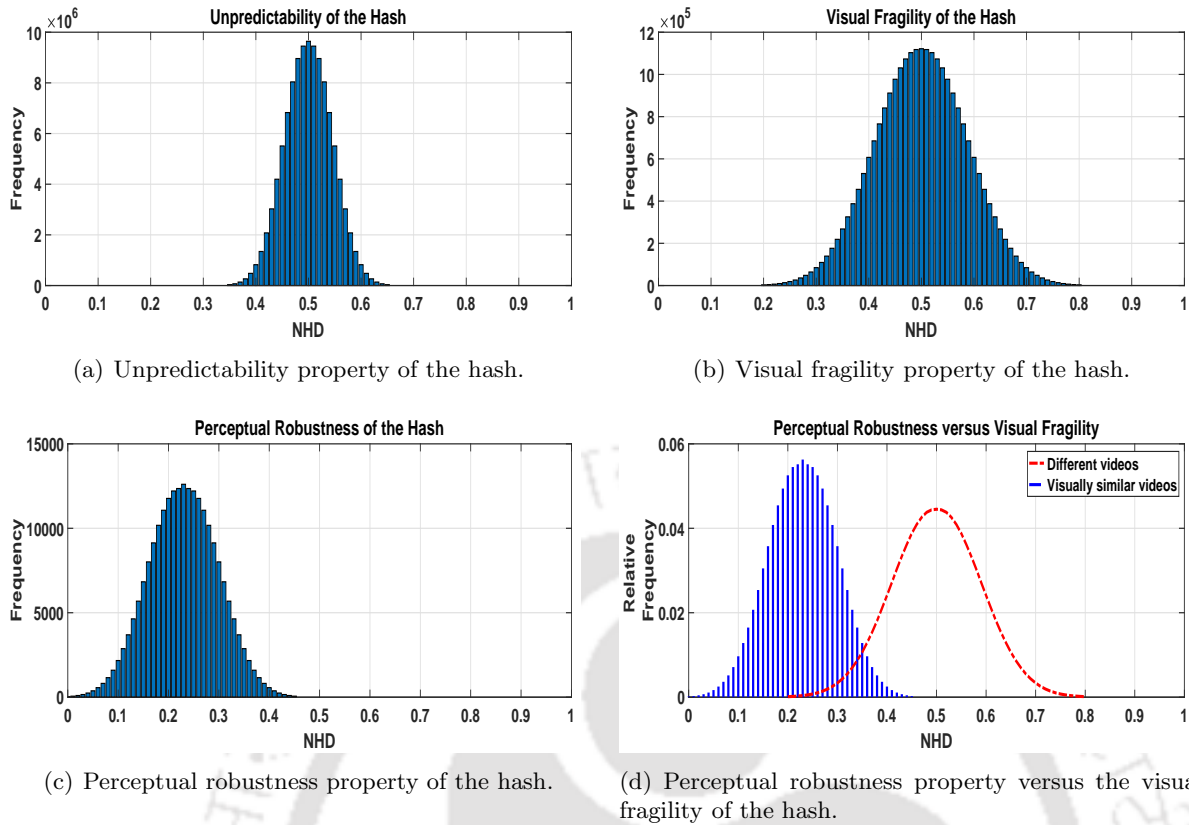 Unpredictability of the Hash
×10^6
10
8
6
4
2
0
Frequency
0 0.1 0.2 0.3 0.4 0.5 0.6 0.7 0.8 0.9 1
NHD
(a) Unpredictability property of the hash.
Visual Fragility of the Hash
×10^5
12
10
8
6
4
2
0
Frequency
0 0.1 0.2 0.3 0.4 0.5 0.6 0.7 0.8 0.9 1
NHD
(b) Visual fragility property of the hash.
Perceptual Robustness of the Hash
15000
10000
5000
0
Frequency
0 0.1 0.2 0.3 0.4 0.5 0.6 0.7 0.8 0.9 1
NHD
(c) Perceptual robustness property of the hash.
Perceptual Robustness versus Visual Fragility
0.06
0.04
0.02
0
Relative
Frequency
Different videos
Visually similar videos
0 0.1 0.2 0.3 0.4 0.5 0.6 0.7 0.8 0.9 1
NHD
(d) Perceptual robustness property versus the visua
fragility of the hash.